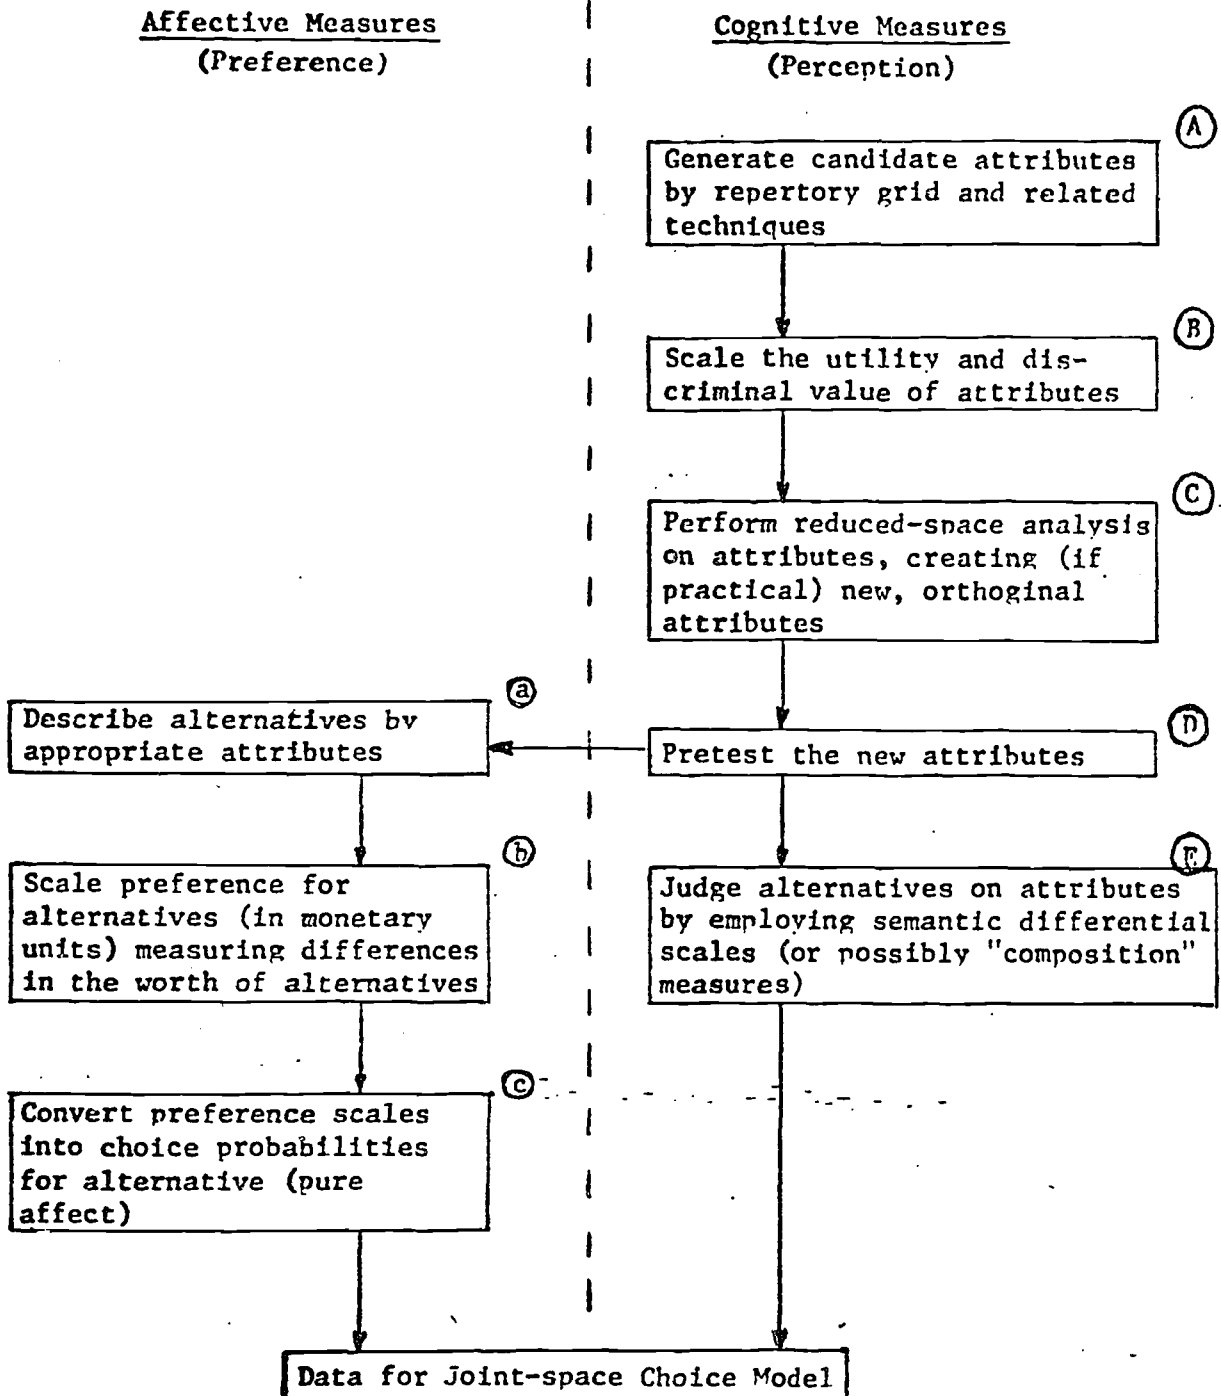 Affective Measures
(Preference)
Cognitive Measures
(Perception)
A
Generate candidate attributes
by repertory grid and related
techniques
B
Scale the utility and dis-
criminal value of attributes
C
Perform reduced-space analysis
on attributes, creating (if
practical) new, orthoginal
attributes
D
Pretest the new attributes
a
Describe alternatives by
appropriate attributes
E
Judge alternatives on attributes
by employing semantic differential
scales (or possibly "composition"
measures)
b
Scale preference for
alternatives (in monetary
units) measuring differences
in the worth of alternatives
c
Convert preference scales
into choice probabilities
for alternative (pure
affect)
Data for Joint-space Choice Model